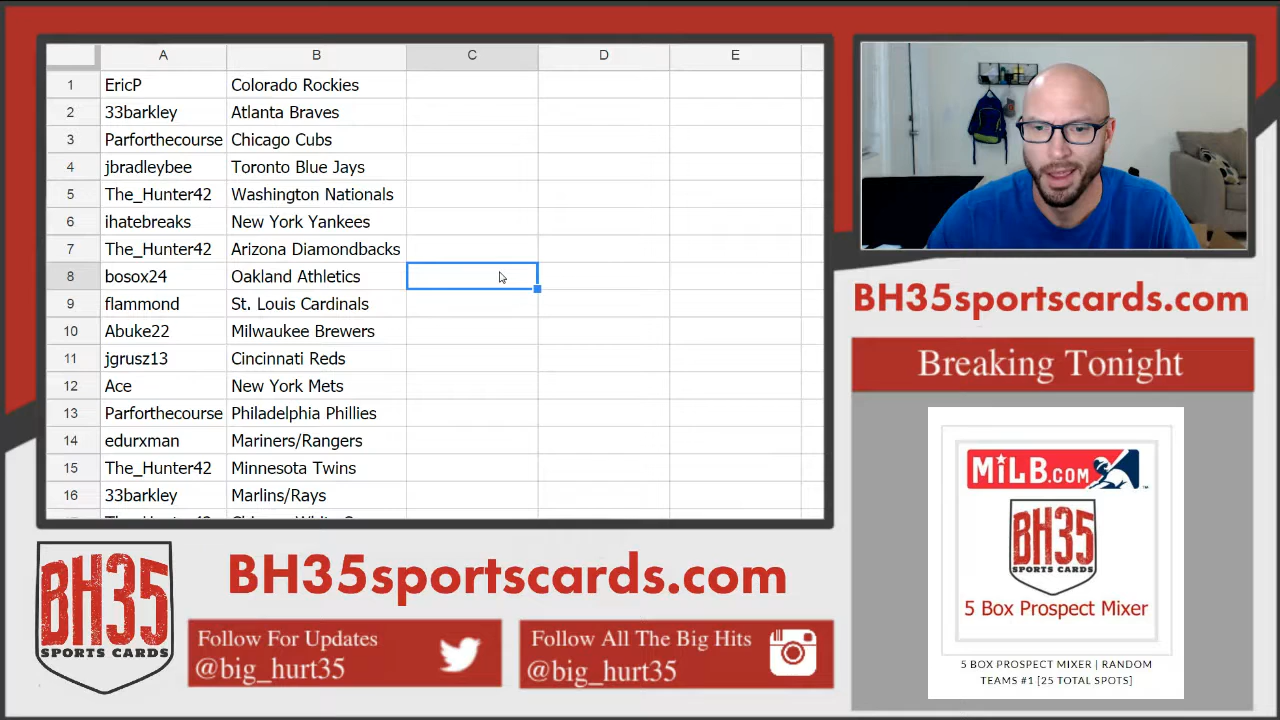 A B C D E
1 EricP Colorado Rockies
2 33barkley Atlanta Braves
3 Parforthecourse Chicago Cubs
4 jbradleybee Toronto Blue Jays
5 The_Hunter42 Washington Nationals
6 ihatebreaks New York Yankees
7 The_Hunter42 Arizona Diamondbacks
8 bosox24 Oakland Athletics
9 flammond St. Louis Cardinals
10 Abuke22 Milwaukee Brewers
11 jgrusz13 Cincinnati Reds
12 Ace New York Mets
13 Parforthecourse Philadelphia Phillies
14 edurxman Mariners/Rangers
15 The_Hunter42 Minnesota Twins
16 33barkley Marlins/Rays
BH35sportscards.com
Breaking Tonight
MiLB.COM
BH35
SPORTS CARDS
5 Box Prospect Mixer
5 BOX PROSPECT MIXER | RANDOM
TEAMS #1 [25 TOTAL SPOTS]
BH35
SPORTS CARDS
BH35sportscards.com
Follow For Updates
@big_hurt35
Follow All The Big Hits
@big_hurt35